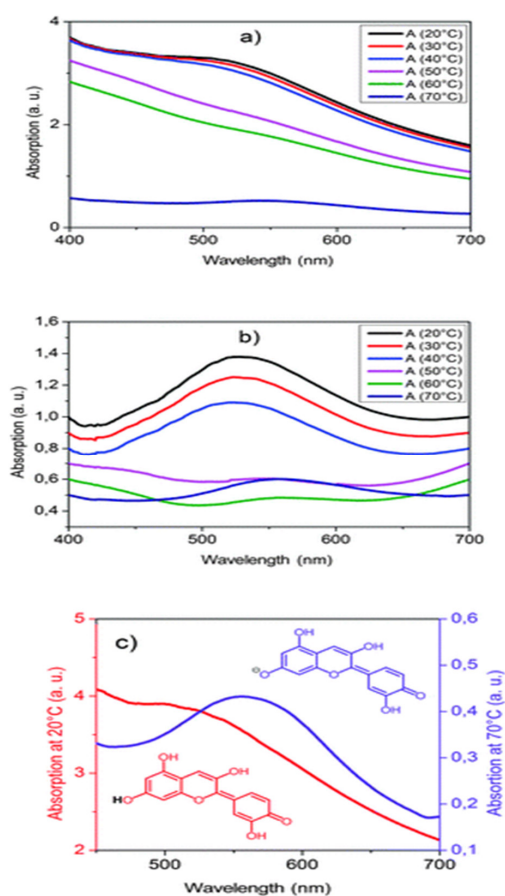 a)
A (20°C)
A (30°C)
A (40°C)
A (50°C)
A (60°C)
A (70°C)
Absorption (a. u.)
4
2
0
400 500 600 700
Wavelength (nm)
b)
A (20°C)
A (30°C)
A (40°C)
A (50°C)
A (60°C)
A (70°C)
Absorption (a. u.)
1,6
1,4
1,2
1,0
0,8
0,6
0,4
400 500 600 700
Wavelength (nm)
c)
Absorption at 20°C (a. u.)
5
4
3
2
OH
OH
O
O
OH
OH
OH
HO
O
O
OH
0,6
0,5
0,4
0,3
0,2
0,1
Absortion at 70°C (a. u.)
500 600 700
Wavelength (nm)